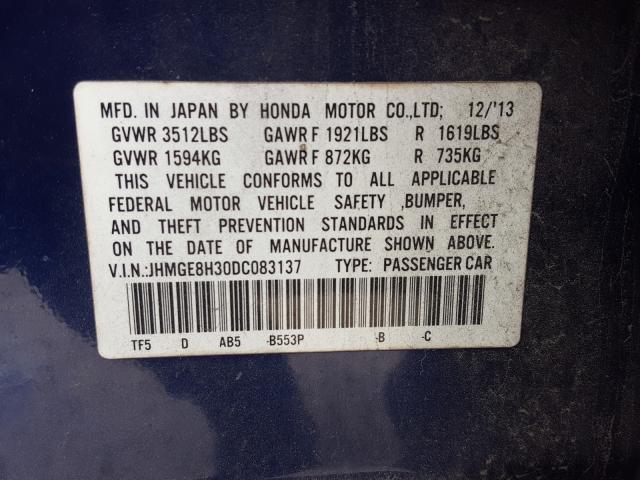 MFD. IN JAPAN BY HONDA MOTOR CO.,LTD; 12/'13
GVWR 3512LBS GAWR F 1921LBS R 1619LBS
GVWR 1594KG GAWR F 872KG R 735KG
THIS VEHICLE CONFORMS TO ALL APPLICABLE
FEDERAL MOTOR VEHICLE SAFETY ,BUMPER,
AND THEFT PREVENTION STANDARDS IN EFFECT
ON THE DATE OF MANUFACTURE SHOWN ABOVE.
V.I.N.:JHMGE8H30DC083137 TYPE: PASSENGER CAR
TF5 D AB5 -B553P -B -C